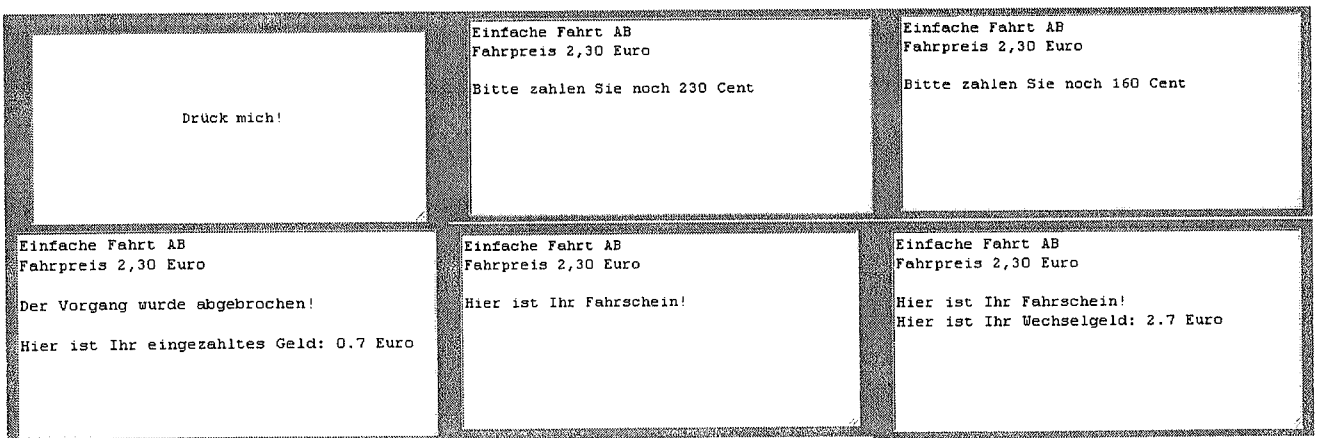 Drück mich!
Einfache Fahrt AB
Fahrpreis 2,30 Euro
Bitte zahlen Sie noch 230 Cent
Einfache Fahrt AB
Fahrpreis 2,30 Euro
Bitte zahlen Sie noch 160 Cent
Einfache Fahrt AB
Fahrpreis 2,30 Euro
Der Vorgang wurde abgebrochen!
Hier ist Ihr eingezahltes Geld: 0.7 Euro
Einfache Fahrt AB
Fahrpreis 2,30 Euro
Hier ist Ihr Fahrschein!
Einfache Fahrt AB
Fahrpreis 2,30 Euro
Hier ist Ihr Fahrschein!
Hier ist Ihr Wechselgeld: 2.7 Euro